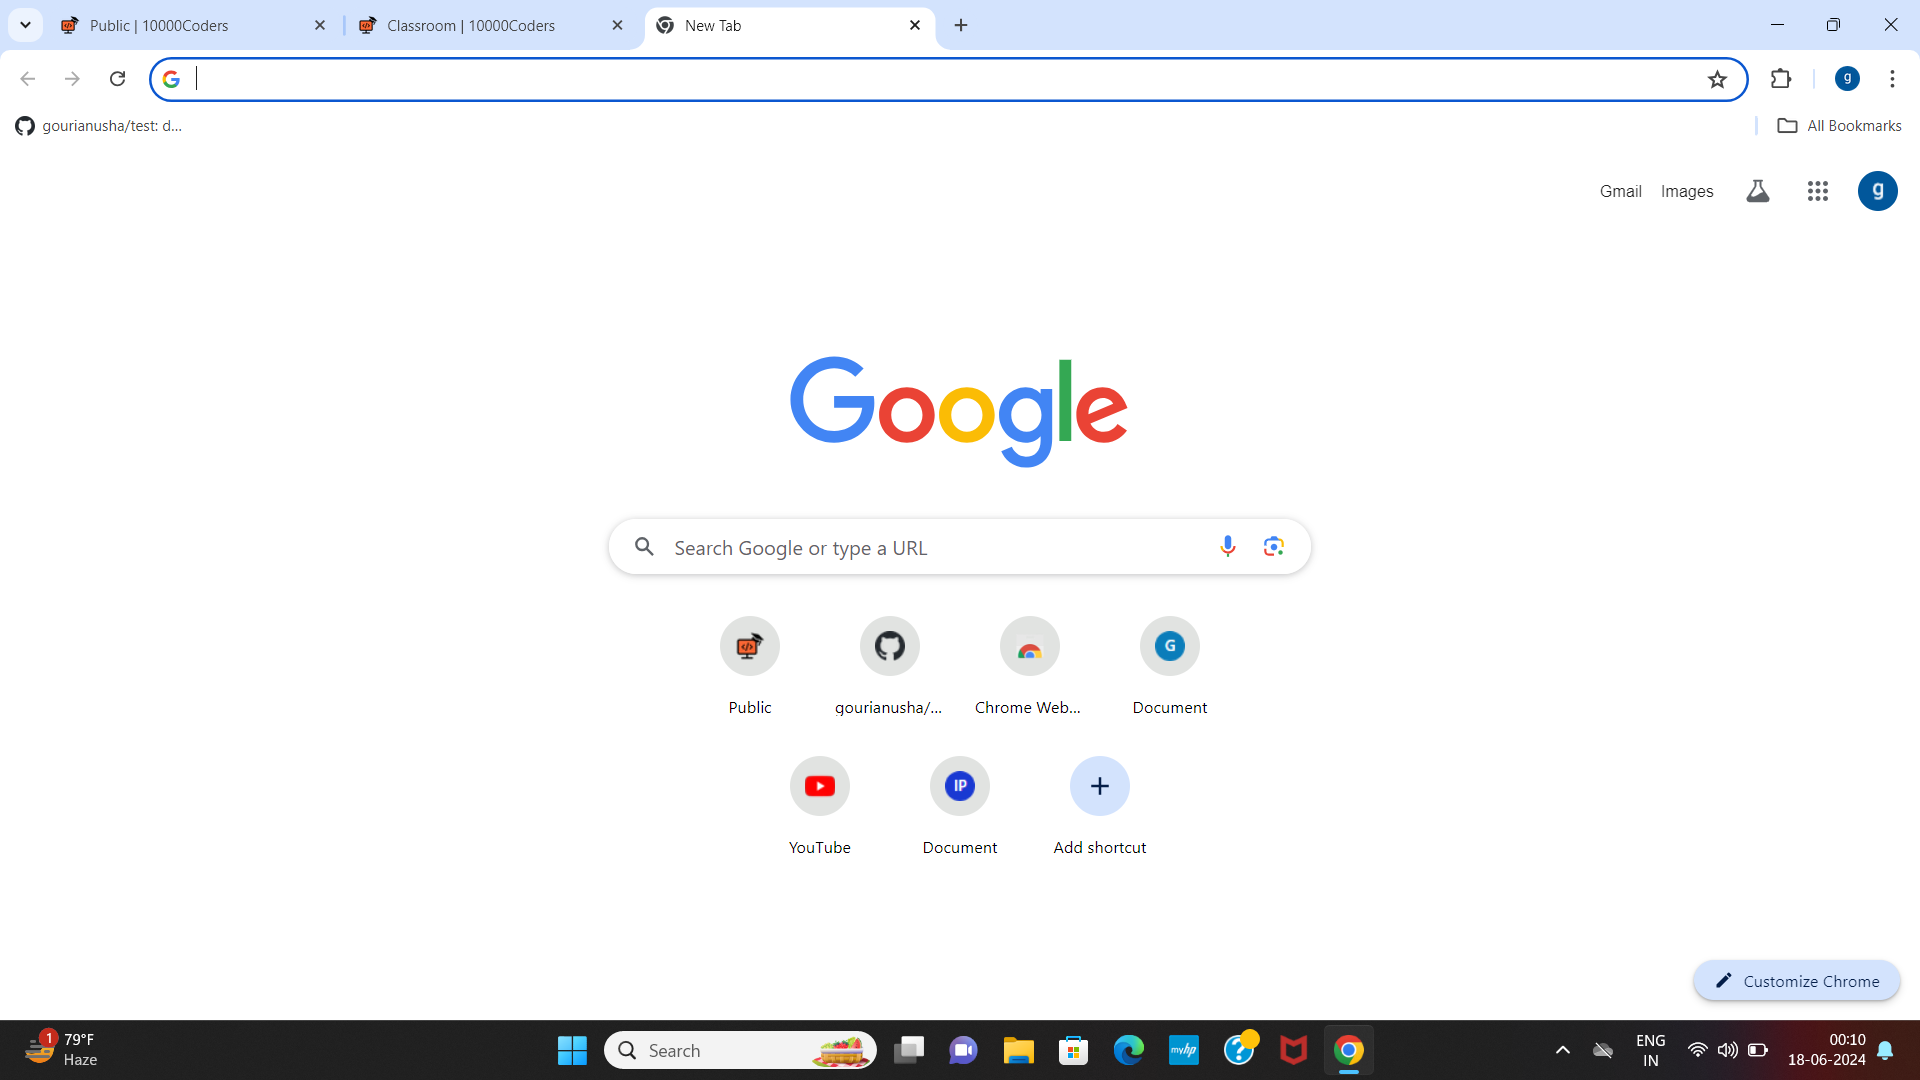 Public | 10000Coders
Classroom | 10000Coders
New Tab
g
gourianusha/test: d...
All Bookmarks
Gmail
Images
g
Google
Search Google or type a URL
Public
gourianusha/...
Chrome Web...
G
Document
YouTube
IP
Document
Add shortcut
Customize Chrome
1
79°F
Haze
Search
myhp
?
ENG
IN
00:10
18-06-2024